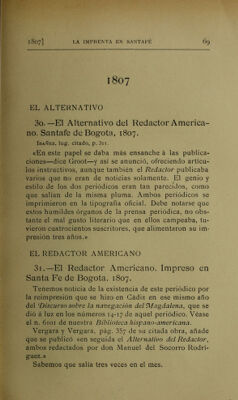 1807] LA IMPRENTA EN SANTAFÉ 69
1807
EL ALTERNATIVO
30.—El Alternativo del Redactor America-
no. Santafe de Bogota, 1807.
IBAÑEZ, lug. citado, p. 311.
«En este papel se daba más ensanche á las publica-
ciones—dice Groot—y así se anunció, ofreciendo artícu-
los instructivos, aunque también el Redactor publicaba
varios que no eran de noticias solamente. El genio y
estilo de los dos periódicos eran tan parecidos, como
que salían de la misma pluma. Ambos periódicos se
imprimieron en la tipografía oficial. Debe notarse que
estos humildes órganos de la prensa periódica, no obs-
tante el mal gusto literario que en ellos campeaba, tu-
vieron cuatrocientos suscritores, que alimentaron su im-
presión tres años.»
EL REDACTOR AMERICANO
31.—El Redactor Americano. Impreso en
Santa Fe de Bogota. 1807.
Tenemos noticia de la existencia de este periódico por
la reimpresión que se hizo en Cádiz en ese mismo año
del Discurso sobre la navegación del Magdalena, que se
dió á luz en los números 14-17 de aquel periódico. Véase
el n. 6101 de nuestra Biblioteca hispano-americana.
Vergara y Vergara, pág. 357 de su citada obra, añade
que se publicó «en seguida el Alternativo del Redactor,
ambos redactados por don Manuel del Socorro Rodrí-
guez.»
Sabemos que salía tres veces en el mes.